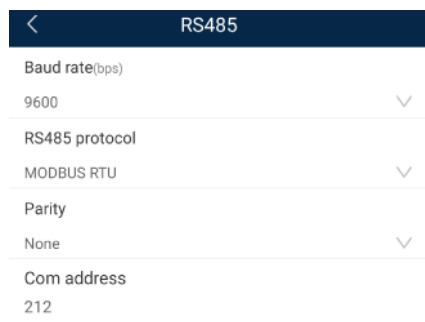 RS485
Baud rate(bps)
9600
RS485 protocol
MODBUS RTU
Parity
None
Com address
212